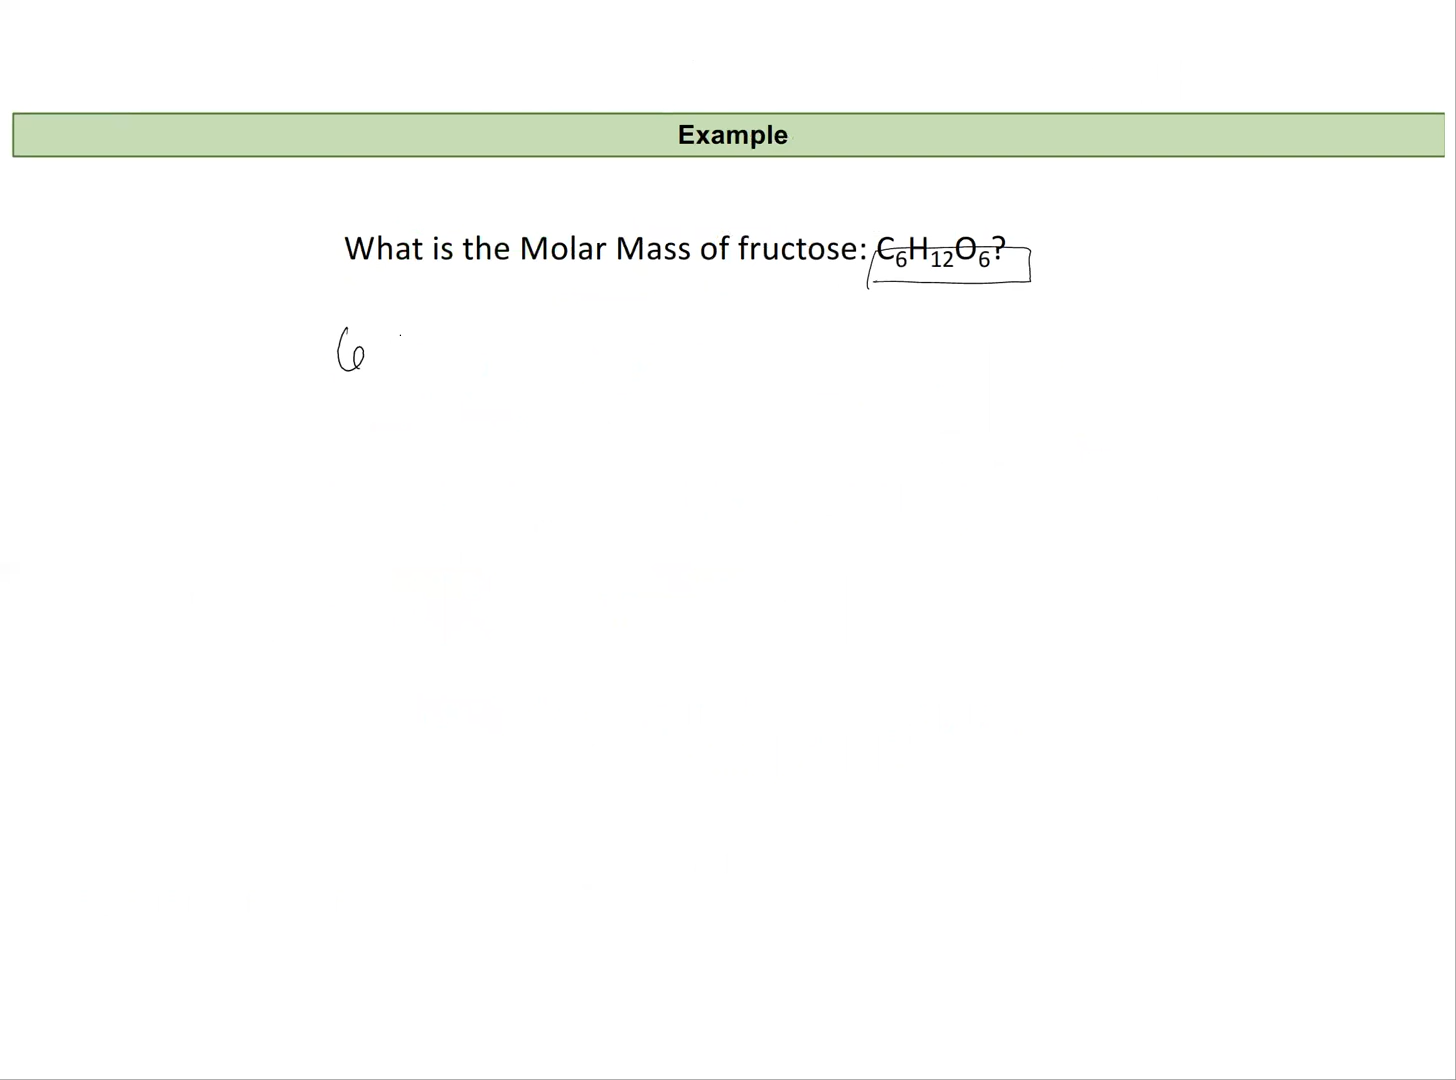 Example
What is the Molar Mass of fructose: C₆H₁₂O₆?
6